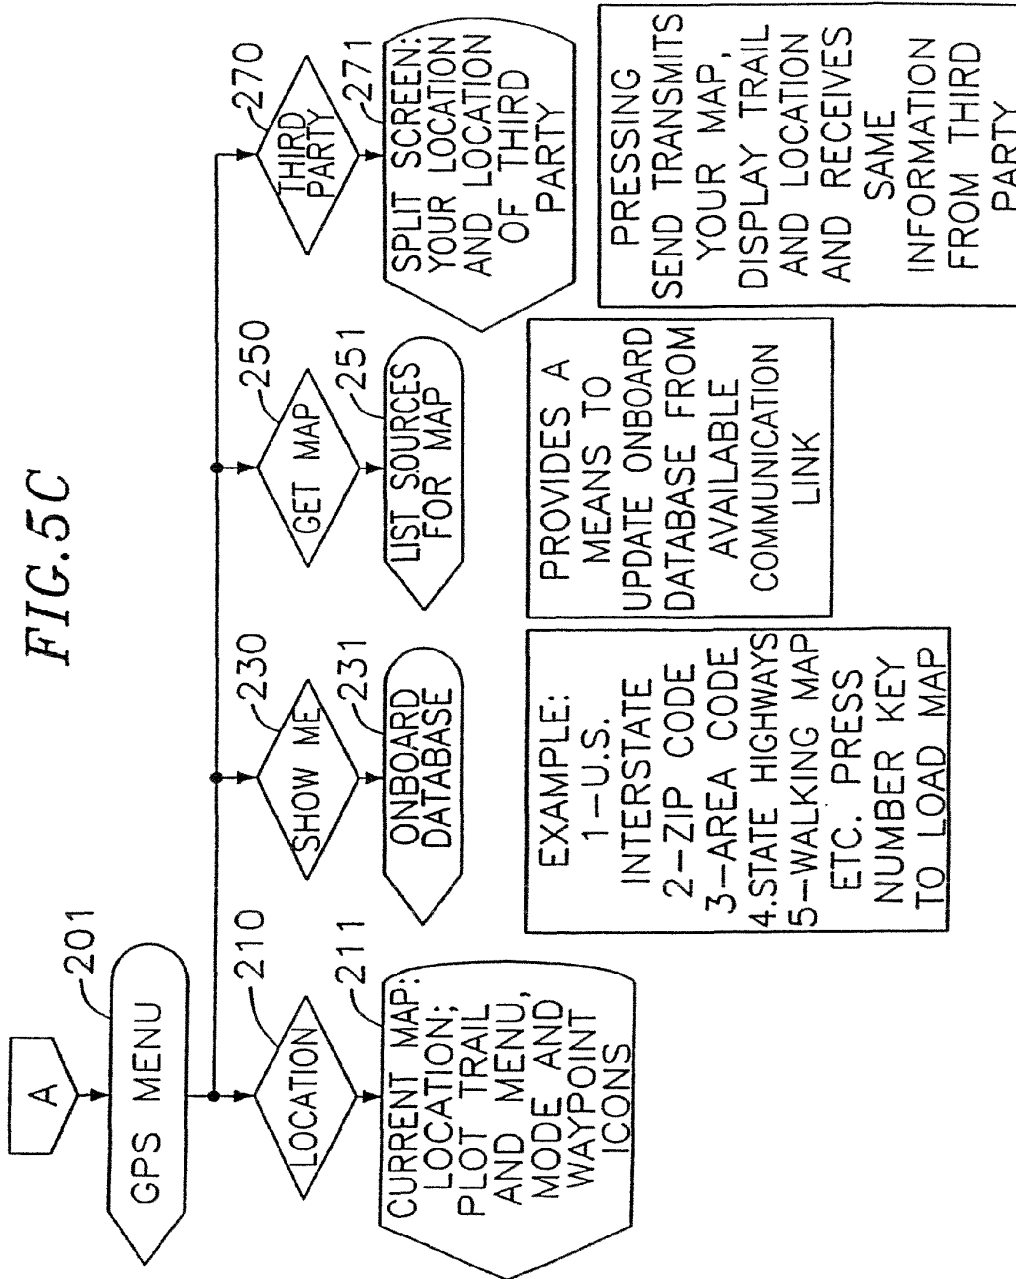 FIG.5C
A
201
GPS MENU
210
LOCATION
211
CURRENT MAP:
LOCATION;
PLOT TRAIL
AND MENU,
MODE AND
WAYPOINT
ICONS
230
SHOW ME
231
ONBOARD
DATABASE
EXAMPLE:
1-U.S.
INTERSTATE
2-ZIP CODE
3-AREA CODE
4.STATE HIGHWAYS
5-WALKING MAP
ETC. PRESS
NUMBER KEY
TO LOAD MAP
250
GET MAP
251
LIST SOURCES
FOR MAP
PROVIDES A
MEANS TO
UPDATE ONBOARD
DATABASE FROM
AVAILABLE
COMMUNICATION
LINK
270
THIRD
PARTY
271
SPLIT SCREEN:
YOUR LOCATION
AND LOCATION
OF THIRD
PARTY
PRESSING
SEND TRANSMITS
YOUR MAP,
DISPLAY TRAIL
AND LOCATION
AND RECEIVES
SAME
INFORMATION
FROM THIRD
PARTY